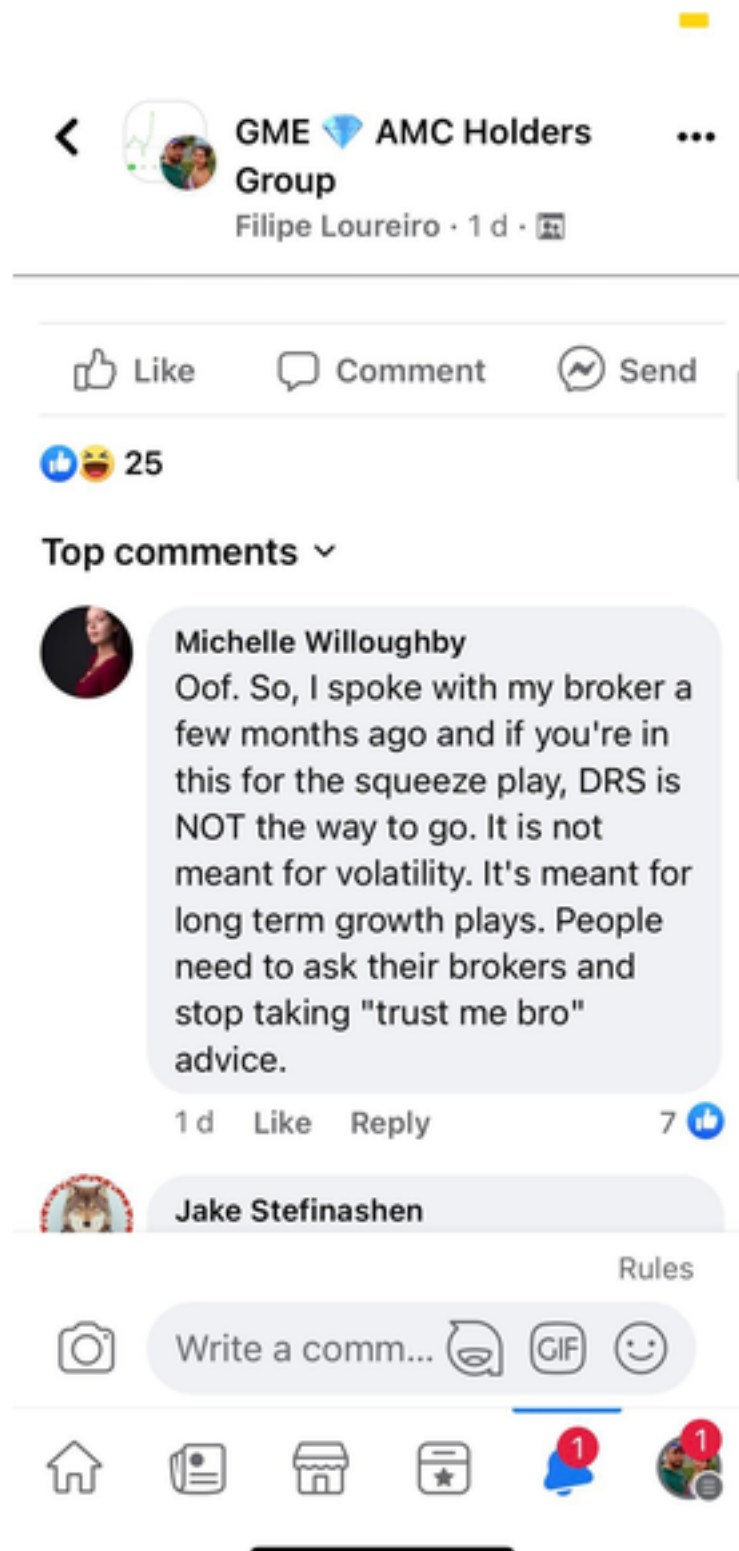 GME 💎 AMC Holders
Group
Filipe Loureiro · 1 d ·
Like Comment Send
25
Top comments
Michelle Willoughby
Oof. So, I spoke with my broker a
few months ago and if you're in
this for the squeeze play, DRS is
NOT the way to go. It is not
meant for volatility. It's meant for
long term growth plays. People
need to ask their brokers and
stop taking "trust me bro"
advice.
1 d Like Reply 7
Jake Stefinashen
Rules
Write a comm... GIF
1 1